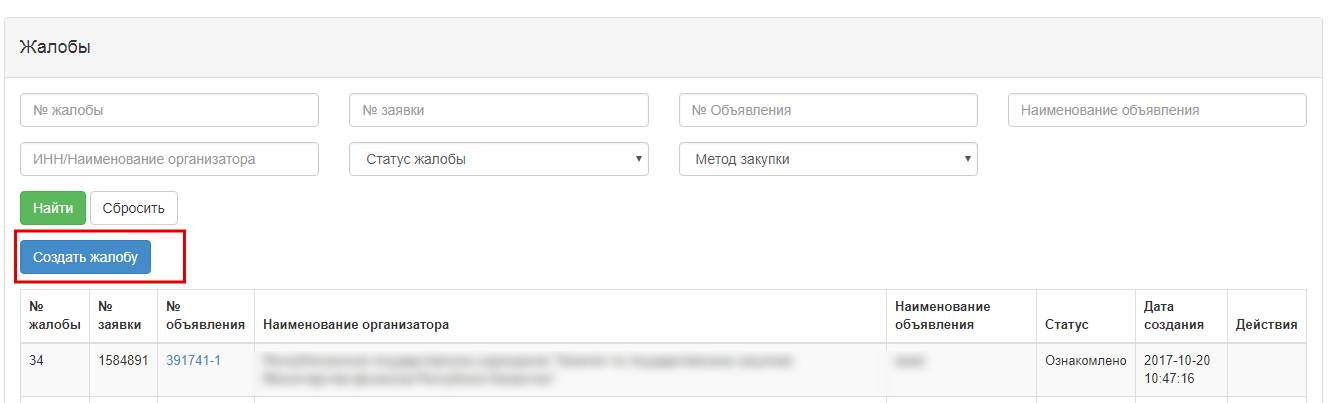 Жалобы
№ жалобы
№ заявки
№ Объявления
Наименование объявления
ИНН/Наименование организатора
Статус жалобы
Метод закупки
Найти
Сбросить
Создать жалобу
№ жалобы
№ заявки
№ объявления
Наименование организатора
Наименование объявления
Статус
Дата создания
Действия
34
1584891
391741-1
Ознакомлено
2017-10-20
10:47:16